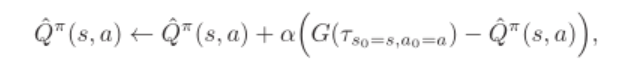 Q̂^π(s, a) ← Q̂^π(s, a) + α(G(τ_{s₀=s,a₀=a}) − Q̂^π(s, a)),